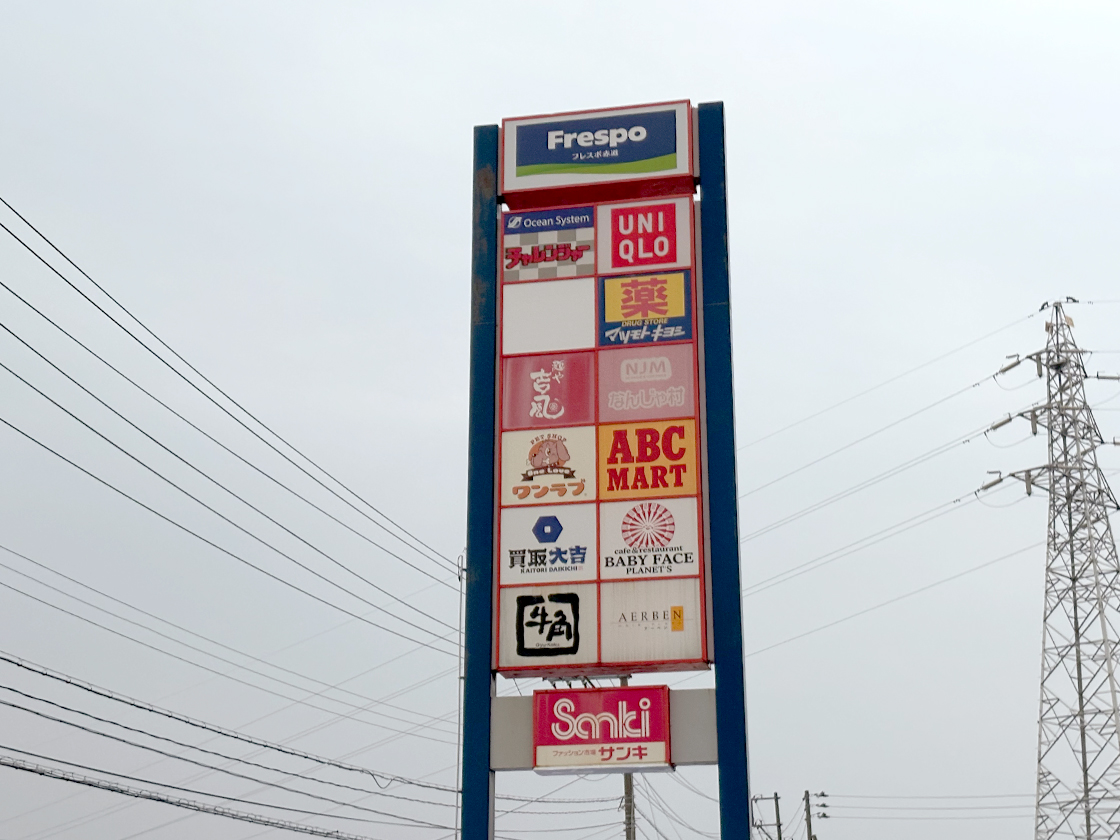 Frespo
フレスポ赤道
Ocean System
チャレンジャー
UNI
QLO
薬
DRUG STORE
マツモトキヨシ
麺や
吉風
NJM
なんじゃ村
PET SHOP
One Love
ワンラブ
ABC
MART
買取大吉
KAITORI DAIKICHI
cafe&restaurant
BABY FACE
PLANET'S
牛角
AERBEN
Sanki
ファッション市場 サンキ